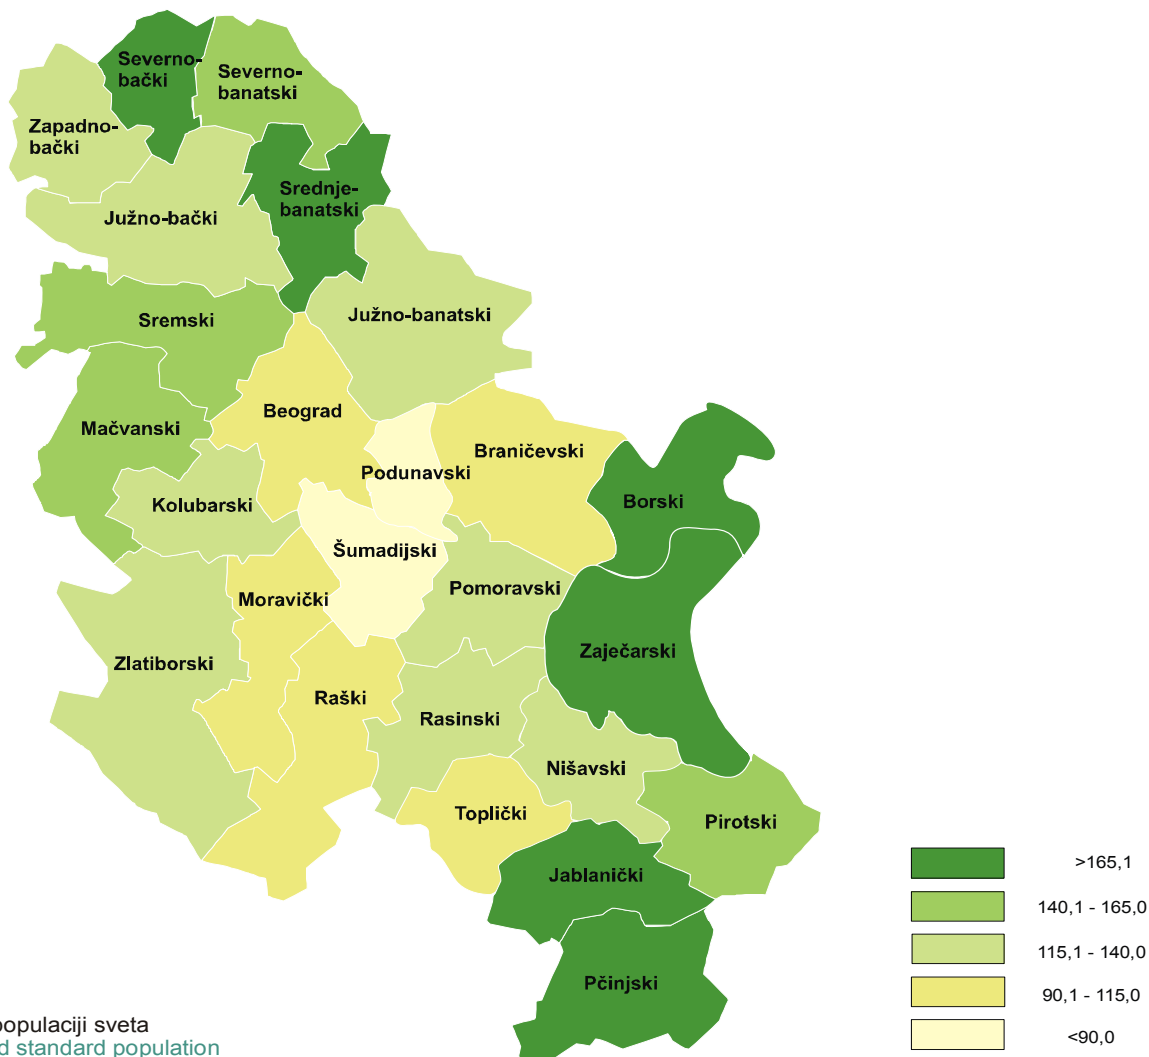 Severno-
bački
Severno-
banatski
Zapadno-
bački
Srednje-
banatski
Južno-bački
Južno-banatski
Sremski
Beograd
Mačvanski
Braničevski
Podunavski
Borski
Kolubarski
Šumadijski
Pomoravski
Moravički
Zaječarski
Zlatiborski
Raški
Rasinski
Nišavski
Toplički
Pirotski
Jablanički
Pčinjski
>165,1
140,1 - 165,0
115,1 - 140,0
90,1 - 115,0
<90,0
populaciji sveta
d standard population